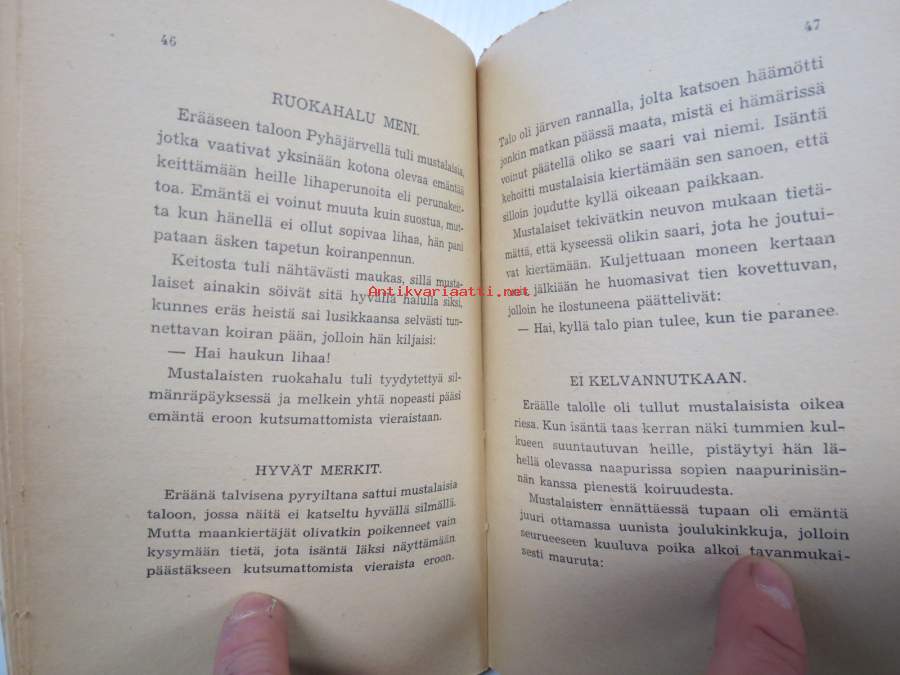 46
RUOKAHALU MENI.
Erääseen taloon Pyhäjärvellä tuli mustalaisia,
jotka vaativat yksinään kotona olevaa emäntää
keittämään heille lihaperunoita eli perunakeit-
toa. Emäntä ei voinut muuta kuin suostua, mut-
ta kun hänellä ei ollut sopivaa lihaa, hän pani
pataan äsken tapetun koiranpennun.
Keitosta tuli nähtävästi maukas, sillä musta-
laiset ainakin söivät sitä hyvällä halulla siksi,
kunnes eräs heistä sai lusikkaansa selvästi tun-
nettavan koiran pään, jolloin hän kiljaisi:
— Hai haukun lihaa!
Mustalaisten ruokahalu tuli tyydytettyä sil-
mänräpäyksessä ja melkein yhtä nopeasti pääsi
emäntä eroon kutsumattomista vieraistaan.
HYVÄT MERKIT.
Eräänä talvisena pyryiltana sattui mustalaisia
taloon, jossa näitä ei katseltu hyvällä silmällä.
Mutta maankiertäjät olivatkin poikenneet vain
kysymään tietä, jota isäntä läksi näyttämään
päästäkseen kutsumattomista vieraista eroon.
47
Talo oli järven rannalla, jolta katsoen häämötti
jonkin matkan päässä maata, mistä ei hämärissä
voinut päätellä oliko se saari vai niemi. Isäntä
kehoitti mustalaisia kiertämään sen sanoen, että
silloin joudutte kyllä oikeaan paikkaan.
Mustalaiset tekivätkin neuvon mukaan tietä-
mättä, että kyseessä olikin saari, jota he joutui-
vat kiertämään. Kuljettuaan moneen kertaan
omia jälkiään he huomasivat tien kovettuvan,
jolloin he ilostuneena päättelivät:
— Hai, kyllä talo pian tulee, kun tie paranee.
EI KELVANNUTKAAN.
Eräälle talolle oli tullut mustalaisista oikea
riesa. Kun isäntä taas kerran näki tummien kul-
kueen suuntautuvan heille, pistäytyi hän lä-
hellä olevassa naapurissa sopien naapurinisän-
nän kanssa pienestä koiruudesta.
Mustalaisten ennättäessä tupaan oli emäntä
juuri ottamassa uunista joulukinkkuja, jolloin
seurueeseen kuuluva poika alkoi tavanmukai-
sesti mauruta:
Antikvariaatti.net